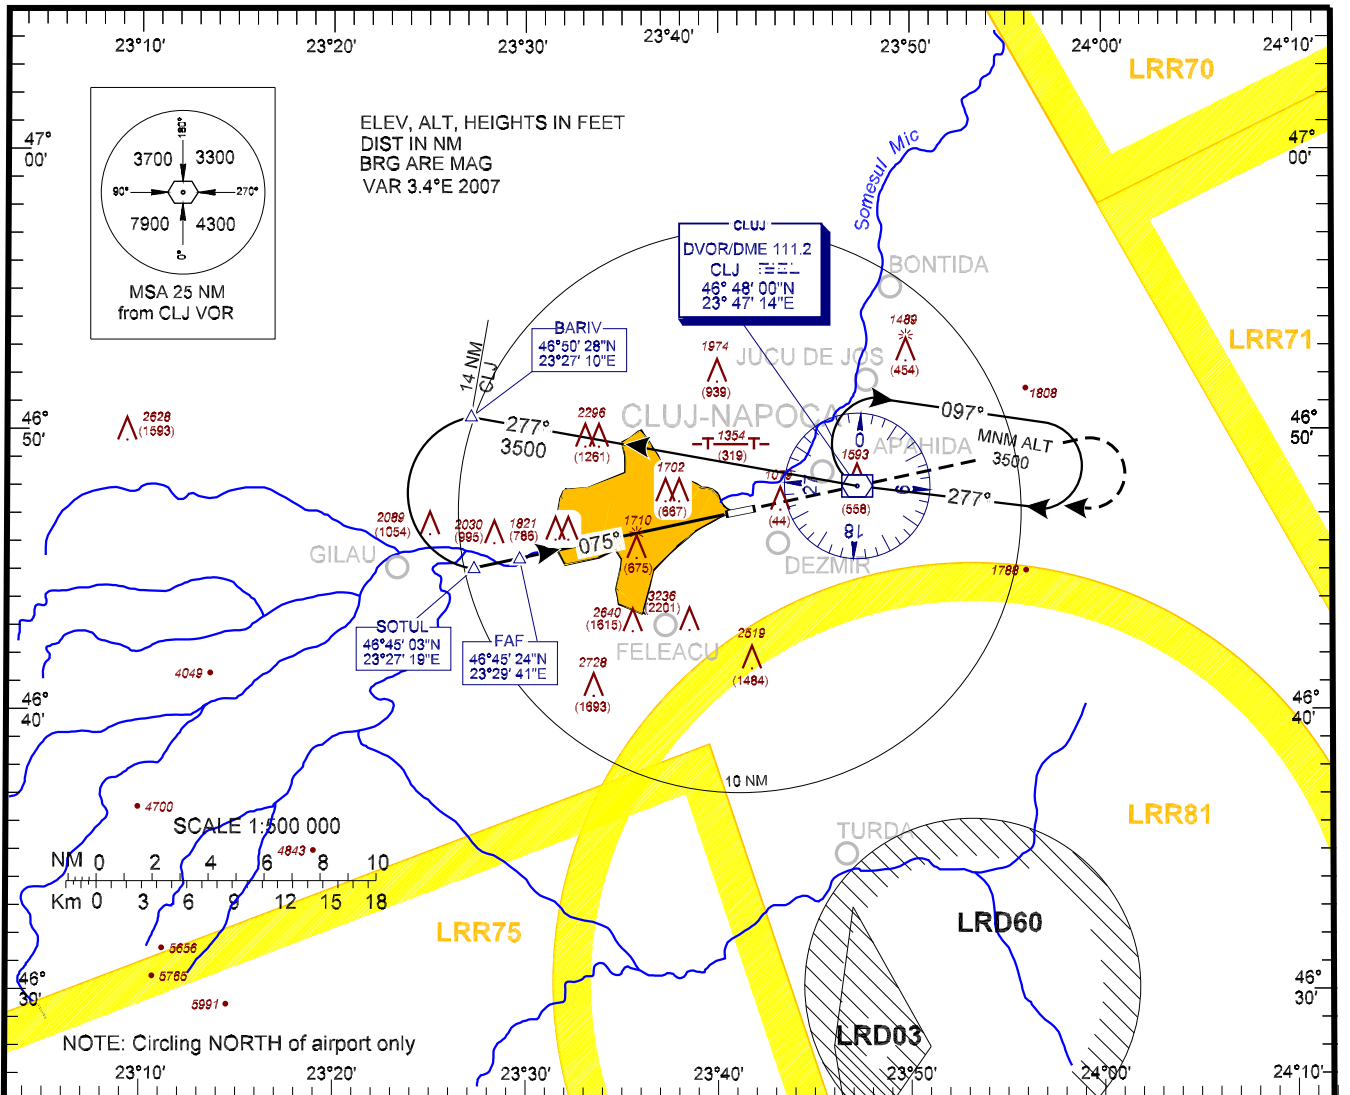 23°10'
23°20'
23°30'
23°40'
23°50'
24°00'
24°10'
LRR70
180°
3700
3300
90°
270°
7900
4300
0°
MSA 25 NM
from CLJ VOR
ELEV, ALT, HEIGHTS IN FEET
DIST IN NM
BRG ARE MAG
VAR 3.4°E 2007
47°
00'
47°
00'
Somesul Mic
CLUJ
DVOR/DME 111.2
CLJ
46° 48' 00"N
23° 47' 14"E
BONTIDA
LRR71
BARIV
46°50' 28"N
23°27' 10"E
14 NM
CLJ
1489
(454)
1974
(939)
JUCU DE JOS
1808
46°
50'
46°
50'
2628
(1593)
277°
3500
2296
(1261)
CLUJ-NAPOCA
097°
1354
(319)
APAHIDA
MNM ALT
3500
1593
(558)
0
9
18
27
277°
1702
(667)
(44)
2089
(1054)
2030
(995)
1821
(786)
1710
(675)
075°
GILAU
DEZMIR
1788
SOTUL
46°45' 03"N
23°27' 19"E
FAF
46°45' 24"N
23°29' 41"E
2640
(1615)
3236
(2201)
FELEACU
2519
(1484)
2728
(1693)
4049
46°
40'
46°
40'
10 NM
4700
SCALE 1:500 000
4843
NM 0 2 4 6 8 10
Km 0 3 6 9 12 15 18
TURDA
LRR81
LRR75
LRD60
5656
5765
5991
46°
30'
46°
30'
LRD03
NOTE: Circling NORTH of airport only
23°10'
23°20'
23°30'
23°40'
23°50'
24°00'
24°10'